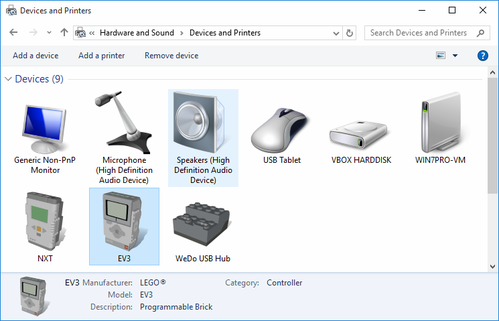 Devices and Printers
« Hardware and Sound › Devices and Printers
Search Devices and Printers
Add a device Add a printer Remove device
Devices (9)
Generic Non-PnP
Monitor
Microphone
(High Definition
Audio Device)
Speakers (High
Definition Audio
Device)
USB Tablet
VBOX HARDDISK
WIN7PRO-VM
NXT
EV3
WeDo USB Hub
EV3 Manufacturer: LEGO® Category: Controller
Model: EV3
Description: Programmable Brick